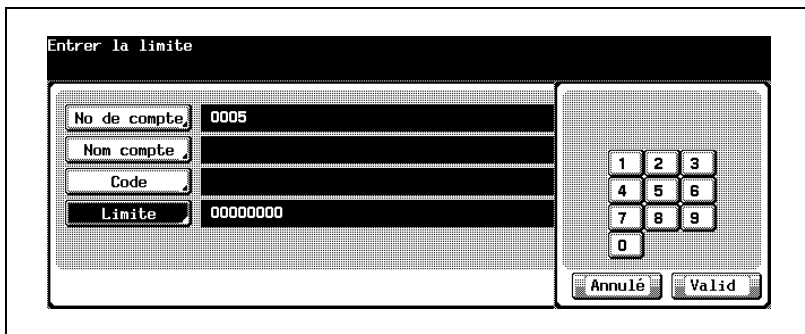 Entrer la limite
No de compte 0005
Nom compte
Code
Limite 00000000
1 2 3
4 5 6
7 8 9
0
Annulé Valid